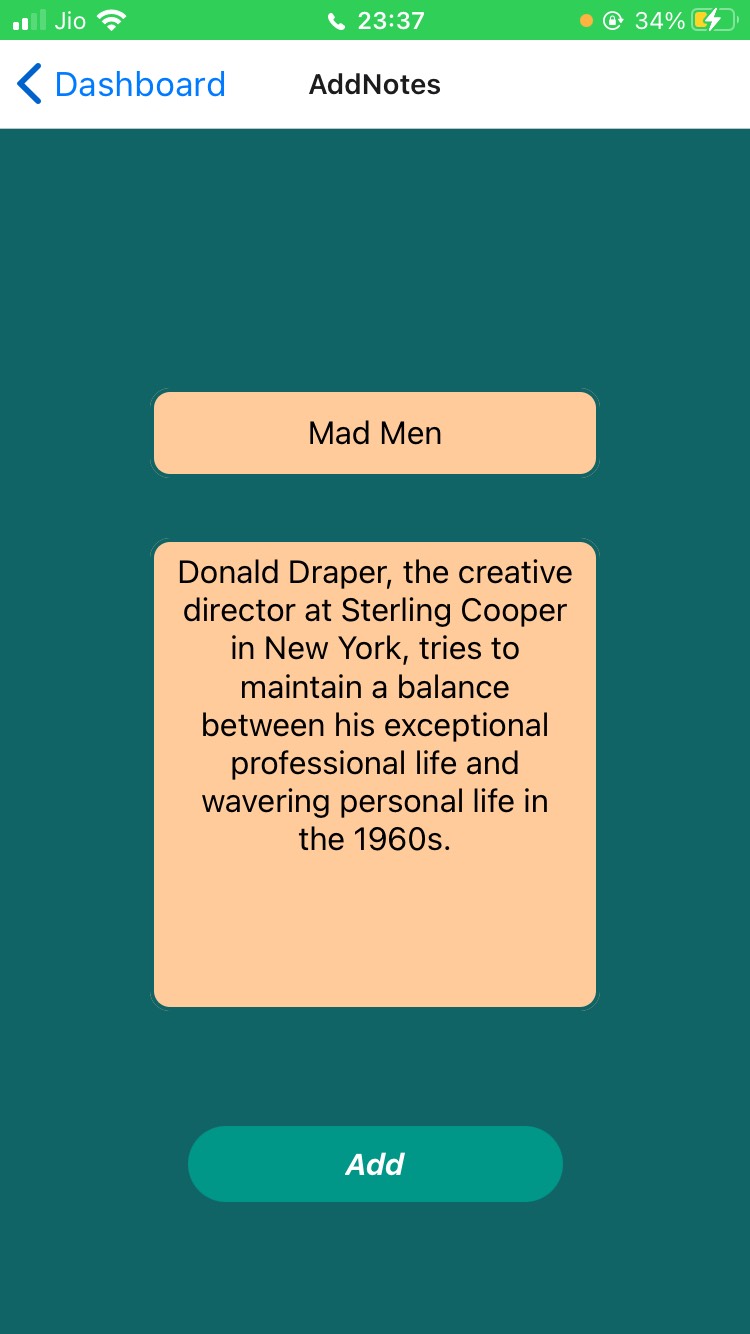 Jio 23:37 34%
Dashboard AddNotes
Mad Men
Donald Draper, the creative
director at Sterling Cooper
in New York, tries to
maintain a balance
between his exceptional
professional life and
wavering personal life in
the 1960s.
Add